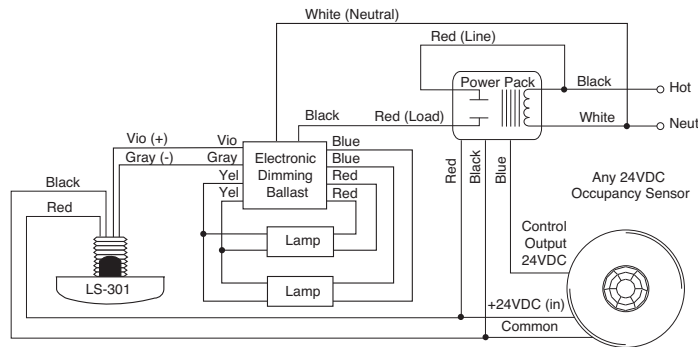 White (Neutral)
Red (Line)
Power Pack
Black
Hot
Black
Red (Load)
White
Neut
Vio (+)
Vio
Gray (-)
Gray
Yel
Yel
Electronic
Dimming
Ballast
Blue
Blue
Red
Red
Red
Black
Blue
Any 24VDC
Occupancy Sensor
Black
Red
Lamp
Lamp
Control
Output
24VDC
LS-301
+24VDC (in)
Common